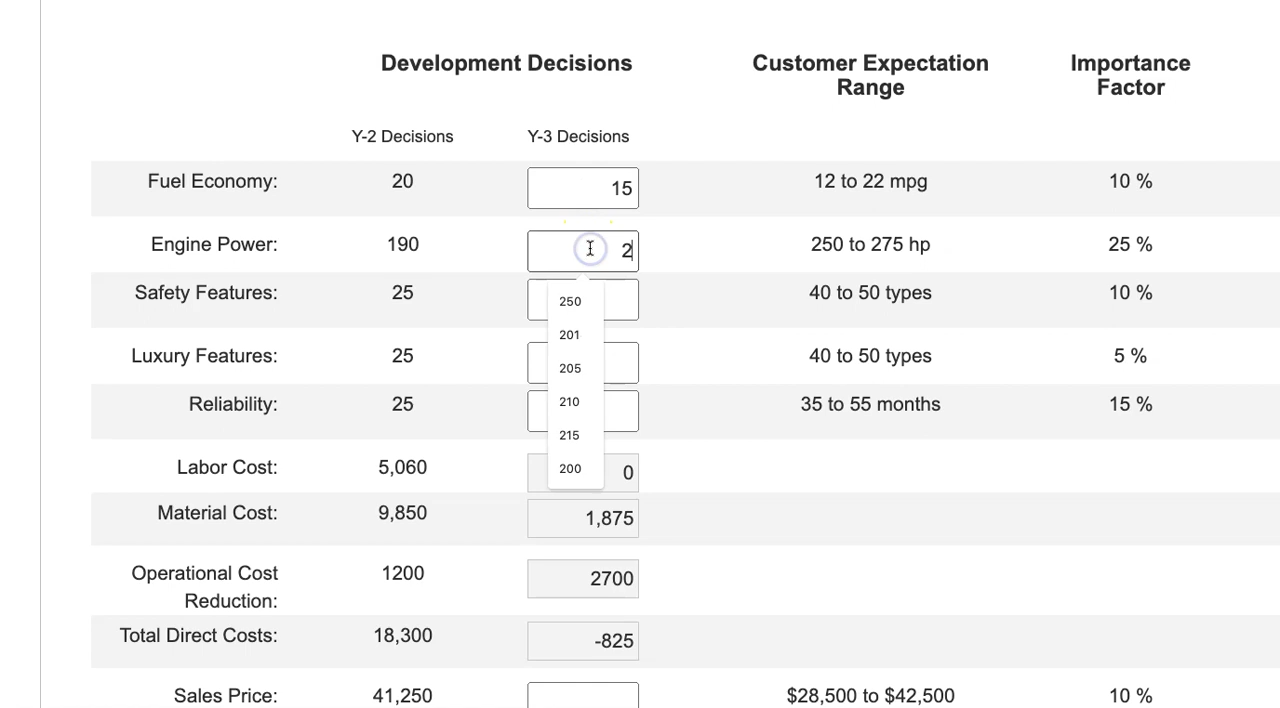 Development Decisions Customer Expectation Importance
Range Factor
Y-2 Decisions Y-3 Decisions
Fuel Economy: 20 15 12 to 22 mpg 10 %
Engine Power: 190 2 250 to 275 hp 25 %
Safety Features: 25 250 40 to 50 types 10 %
201
Luxury Features: 25 205 40 to 50 types 5 %
Reliability: 25 210 35 to 55 months 15 %
215
Labor Cost: 5,060 200 0
Material Cost: 9,850 1,875
Operational Cost 1200 2700
Reduction:
Total Direct Costs: 18,300 -825
Sales Price: 41,250 $28,500 to $42,500 10 %